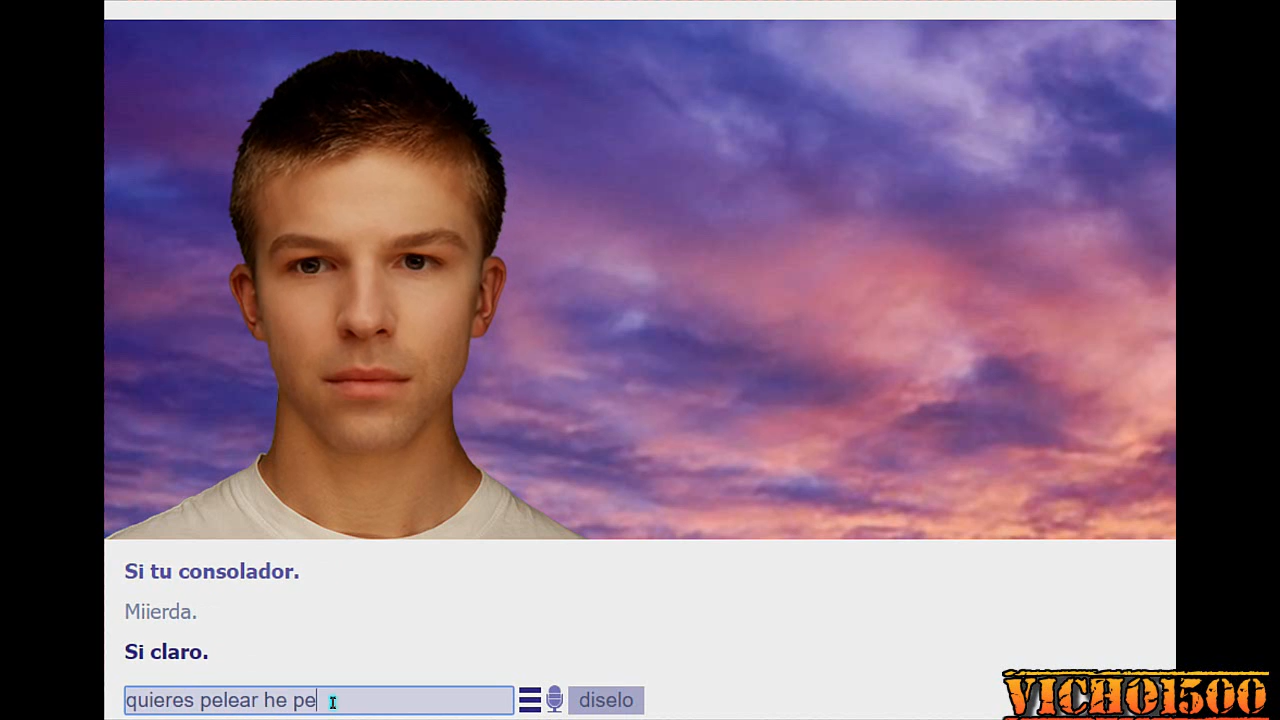 Si tu consolador.
Miierda.
Si claro.
quieres pelear he pe
diselo
VICHO1500